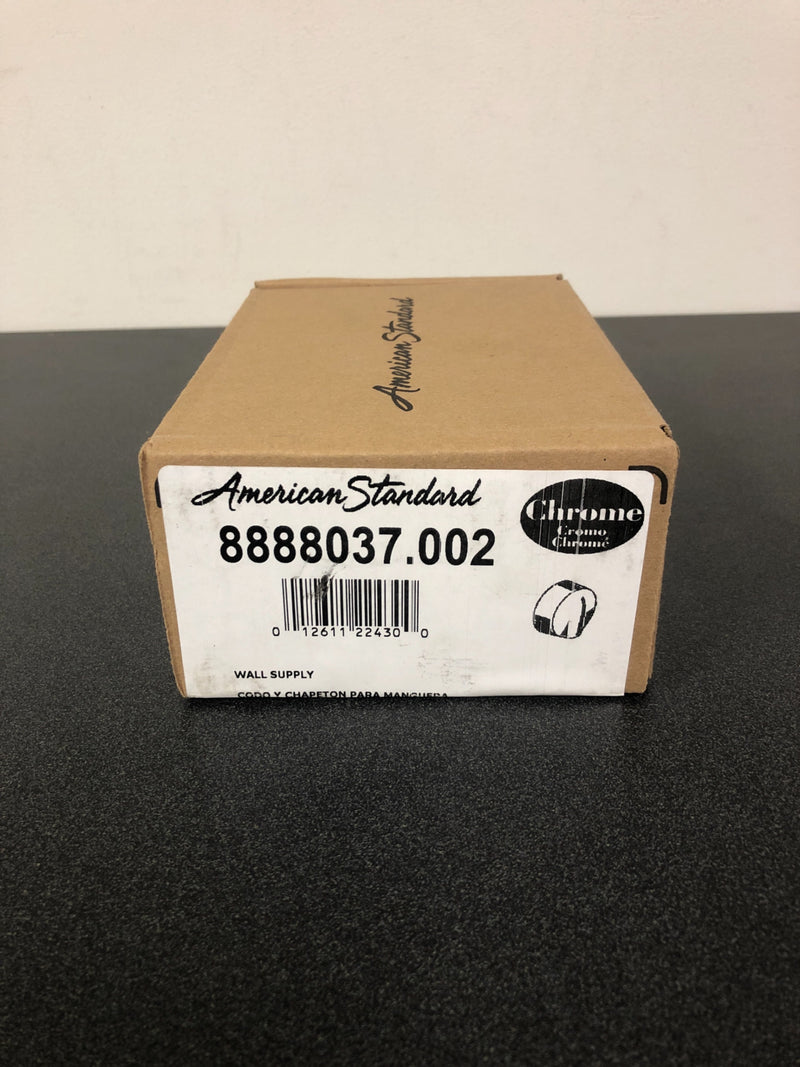 American Standard
American Standard
8888037.002
Chrome
Cromo
Chromé
0 12611 22430 0
WALL SUPPLY
CODO Y CHAPETON PARA MANGUERA